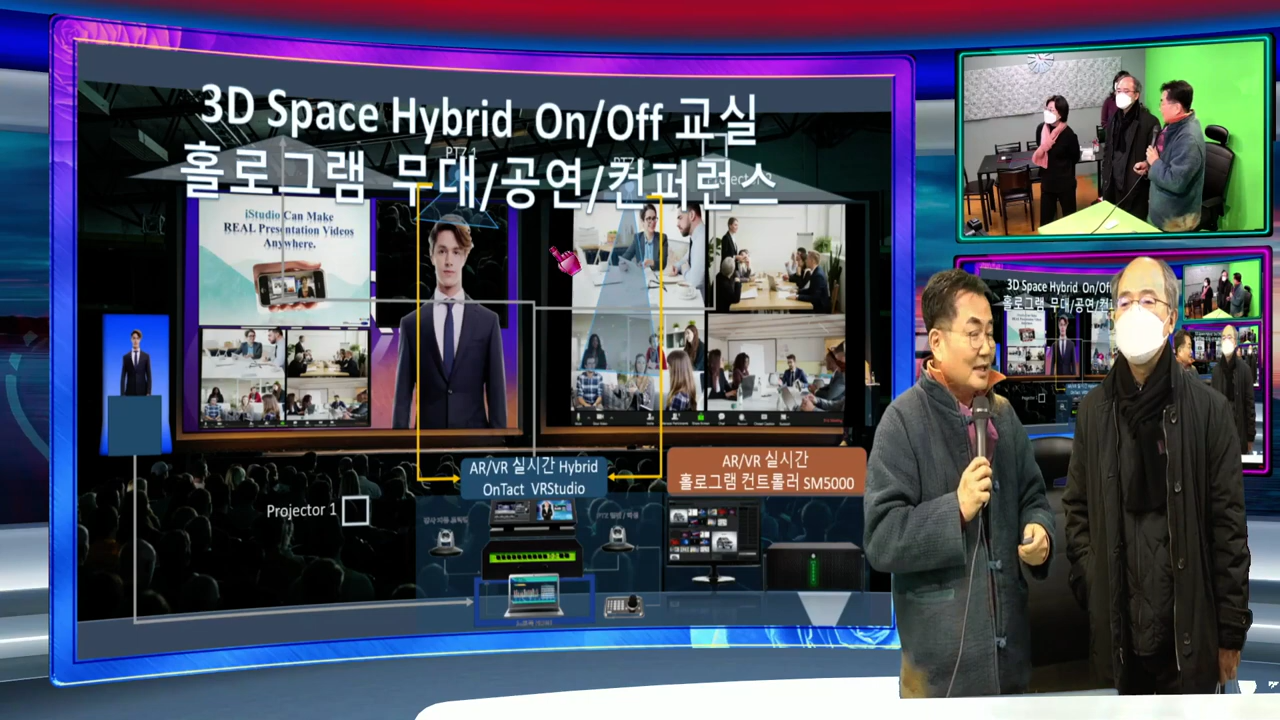 3D Space Hybrid On/Off 교실
홀로그램 무대/공연/컨퍼런스
PTZ 1
iStudio Can Make
REAL Presentation Videos
Anywhere.
AR/VR 실시간 Hybrid
OnTact VRStudio
AR/VR 실시간
홀로그램 컨트롤러 SM5000
Projector 1
3D Space Hybrid On/Off
홀로그램 무대/공연/컨퍼